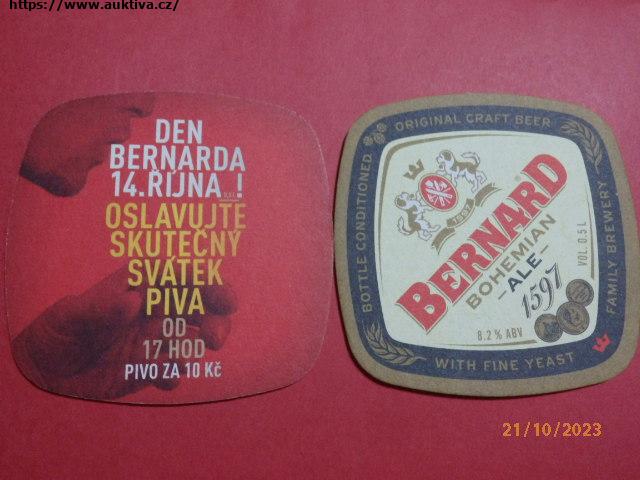 https://www.auktiva.cz/
DEN
BERNARDA
14.ŘÍJNA !
OSLAVUJTE
SKUTEČNÝ
SVÁTEK
PIVA
OD
17 HOD
PIVO ZA 10 Kč
ORIGINAL CRAFT BEER
BOTTLE CONDITIONED
FAMILY BREWERY
WITH FINE YEAST
1597
BERNARD
BOHEMIAN
-ALE-
1597
VOL. 0.5 L
8.2 % ABV
21/10/2023